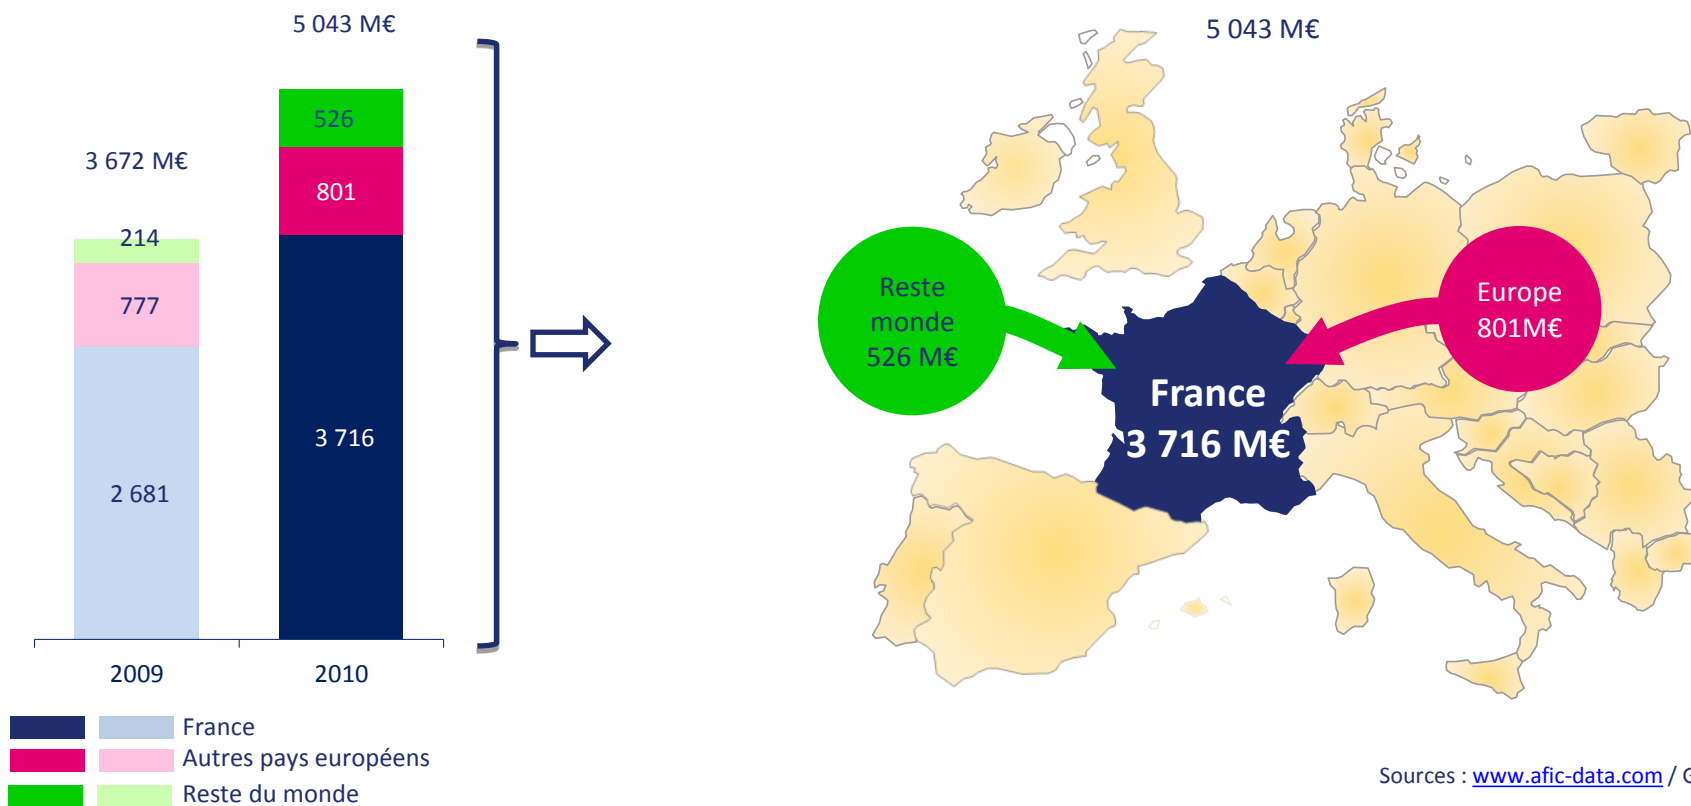 5 043 M€
3 672 M€
526
801
3 716
214
777
2 681
2009
2010
France
Autres pays européens
Reste du monde
5 043 M€
Reste
monde
526 M€
Europe
801M€
France
3 716 M€
Sources : www.afic-data.com /